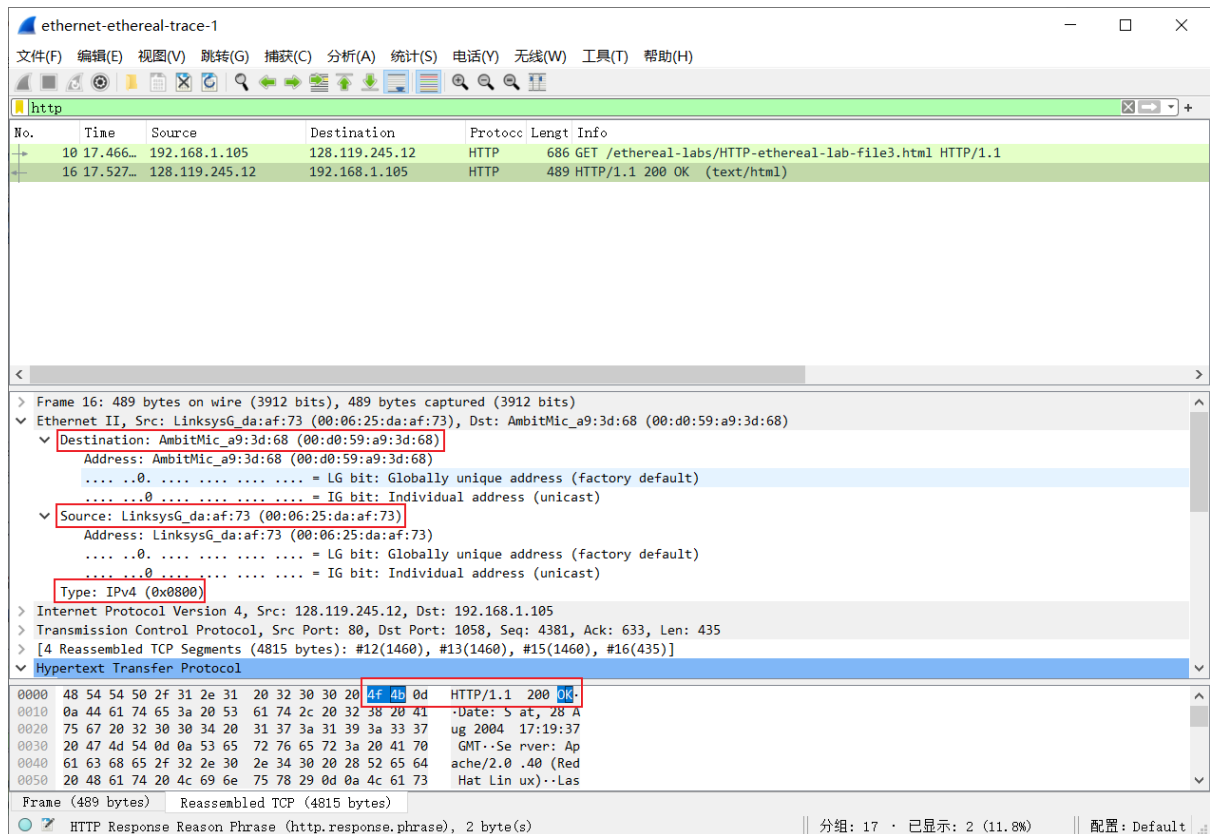 ethernet-ethereal-trace-1
文件(F) 编辑(E) 视图(V) 跳转(G) 捕获(C) 分析(A) 统计(S) 电话(Y) 无线(W) 工具(T) 帮助(H)
http
No. Time Source Destination Protocc Lengt Info
10 17.466… 192.168.1.105 128.119.245.12 HTTP 686 GET /ethereal-labs/HTTP-ethereal-lab-file3.html HTTP/1.1
16 17.527… 128.119.245.12 192.168.1.105 HTTP 489 HTTP/1.1 200 OK (text/html)
Frame 16: 489 bytes on wire (3912 bits), 489 bytes captured (3912 bits)
Ethernet II, Src: LinksysG_da:af:73 (00:06:25:da:af:73), Dst: AmbitMic_a9:3d:68 (00:d0:59:a9:3d:68)
Destination: AmbitMic_a9:3d:68 (00:d0:59:a9:3d:68)
Address: AmbitMic_a9:3d:68 (00:d0:59:a9:3d:68)
.... ..0. .... .... .... .... = LG bit: Globally unique address (factory default)
.... ...0 .... .... .... .... = IG bit: Individual address (unicast)
Source: LinksysG_da:af:73 (00:06:25:da:af:73)
Address: LinksysG_da:af:73 (00:06:25:da:af:73)
.... ..0. .... .... .... .... = LG bit: Globally unique address (factory default)
.... ...0 .... .... .... .... = IG bit: Individual address (unicast)
Type: IPv4 (0x0800)
Internet Protocol Version 4, Src: 128.119.245.12, Dst: 192.168.1.105
Transmission Control Protocol, Src Port: 80, Dst Port: 1058, Seq: 4381, Ack: 633, Len: 435
[4 Reassembled TCP Segments (4815 bytes): #12(1460), #13(1460), #15(1460), #16(435)]
Hypertext Transfer Protocol
0000 48 54 54 50 2f 31 2e 31 20 32 30 30 20 4f 4b 0d HTTP/1.1 200 OK·
0010 0a 44 61 74 65 3a 20 53 61 74 2c 20 32 38 20 41 ·Date: S at, 28 A
0020 75 67 20 32 30 30 34 20 31 37 3a 31 39 3a 33 37 ug 2004 17:19:37
0030 20 47 4d 54 0d 0a 53 65 72 76 65 72 3a 20 41 70 GMT··Se rver: Ap
0040 61 63 68 65 2f 32 2e 30 2e 34 30 20 28 52 65 64 ache/2.0 .40 (Red
0050 20 48 61 74 20 4c 69 6e 75 78 29 0d 0a 4c 61 73 Hat Lin ux)··Las
Frame (489 bytes) Reassembled TCP (4815 bytes)
HTTP Response Reason Phrase (http.response.phrase), 2 byte(s) 分组: 17 · 已显示: 2 (11.8%) 配置: Default